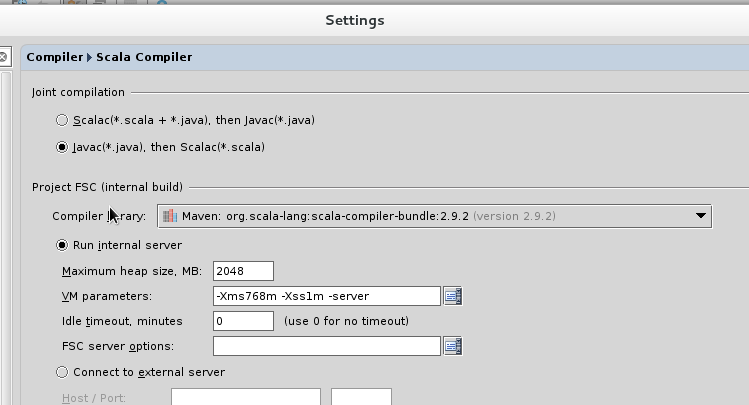 Settings
Compiler Scala Compiler
Joint compilation
Scalac(*.scala + *.java), then Javac(*.java)
Javac(*.java), then Scalac(*.scala)
Project FSC (internal build)
Compiler Maven: org.scala-lang:scala-compiler-bundle:2.9.2 (version 2.9.2)
Run internal server
Maximum heap size, MB: 2048
VM parameters: -Xms768m -Xss1m -server
Idle timeout, minutes 0 (use 0 for no timeout)
FSC server options:
Connect to external server
Host / Port: